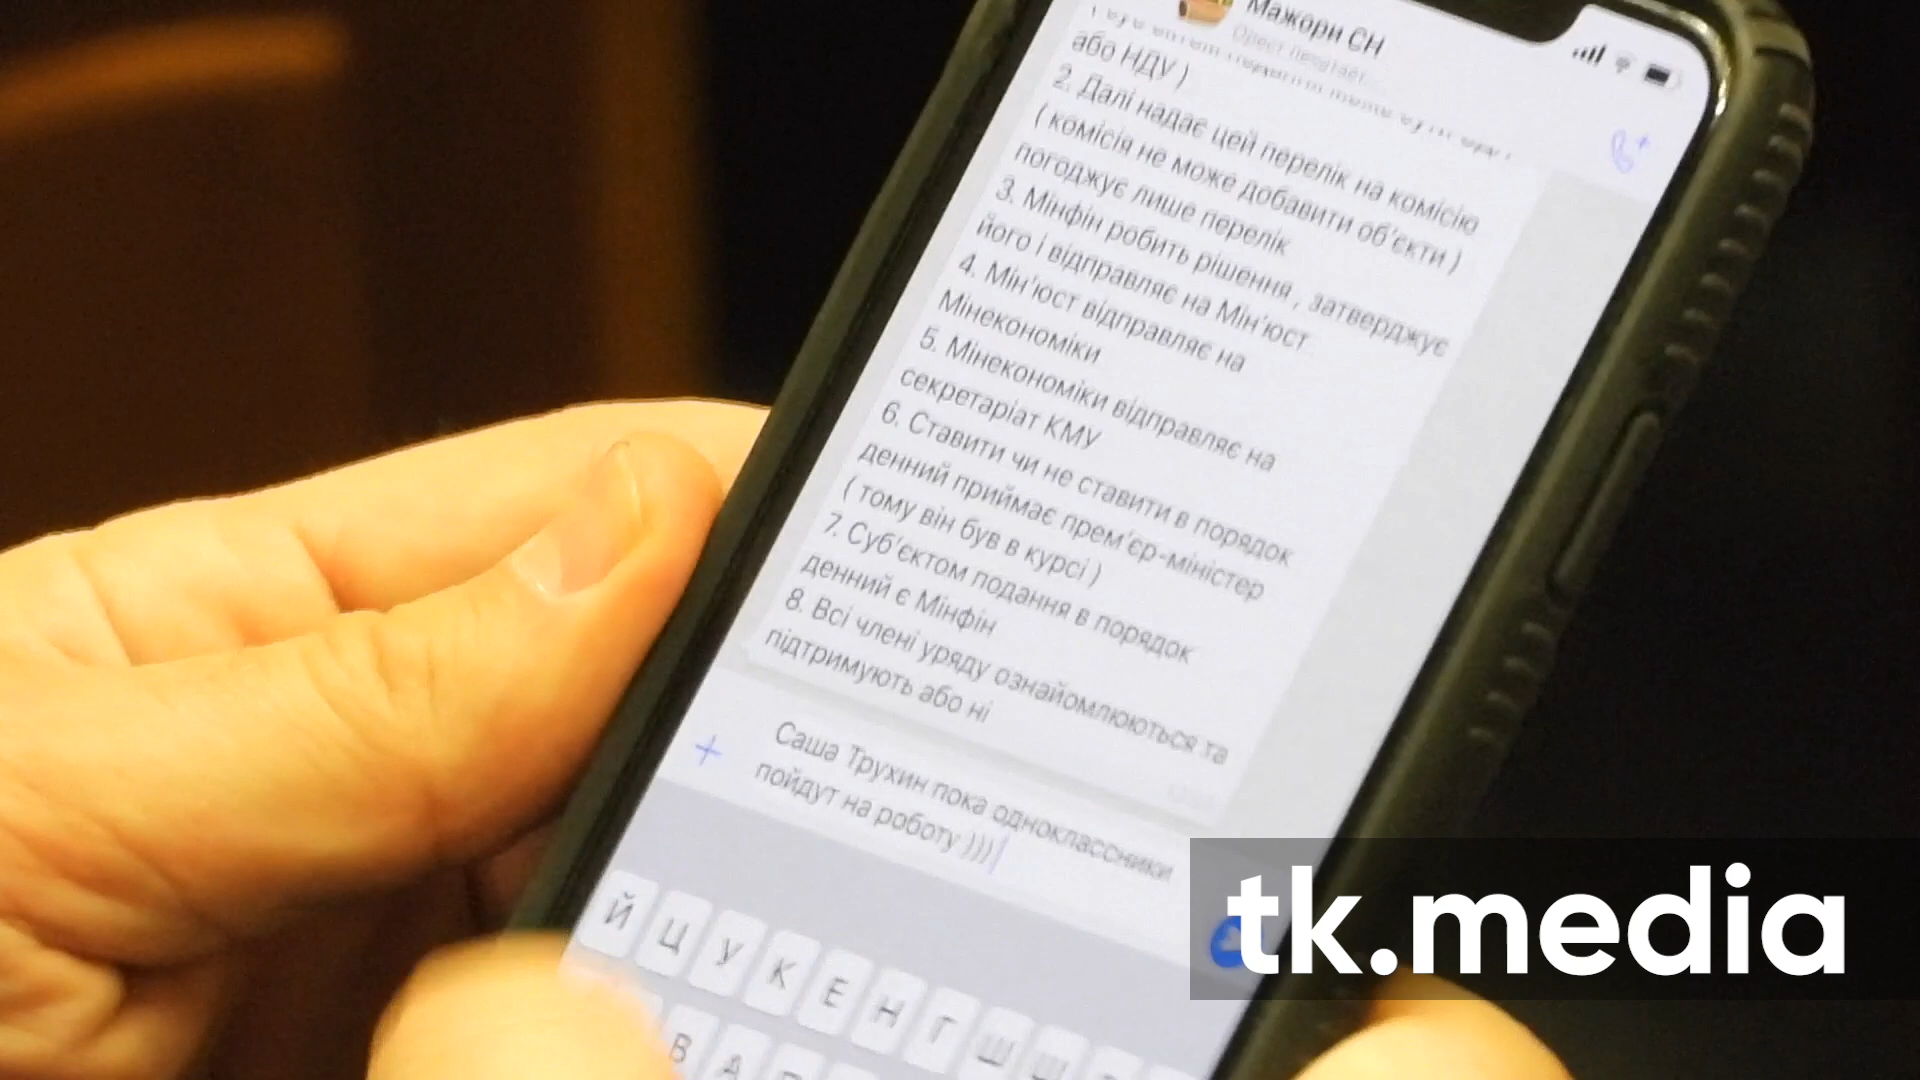 Мажори СН
Орест
або НДУ )
2. Далі надає цей перелік на комісію
( комісія не може добавити об'єкти )
погоджує лише перелік
3. Мінфін робить рішення , затверджує
його і відправляє на Мін'юст
4. Мін'юст відправляє на
Мінекономіки
5. Мінекономіки відправляє на
секретаріат КМУ
6. Ставити чи не ставити в порядок
денний приймає прем'єр-міністер
( тому він був в курсі )
7. Суб'єктом подання в порядок
денний є Мінфін
8. Всі члені уряду ознайомлюються та
підтримують або ні
Саша Трухин пока одноклассники
пойдут на роботу )))
Й Ц У К Е Н Г Ш Щ
В А
tk.media